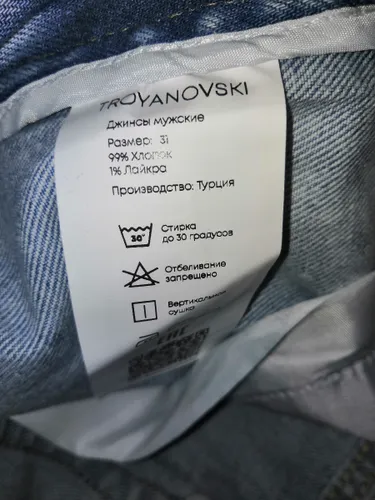 TROYANOVSKI
Джинсы мужские
Размер: 31
99% Хлопок
1% Лайкра
Производство: Турция
30°
Стирка
до 30 градусов
Отбеливание
запрещено
Вертикальная
сушка
EAC